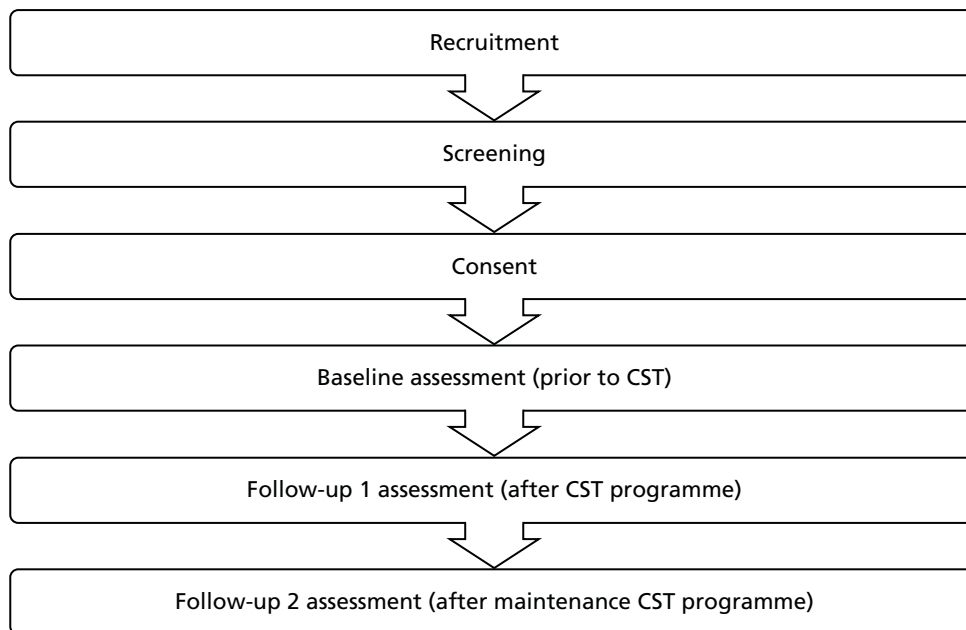 Recruitment
Screening
Consent
Baseline assessment (prior to CST)
Follow-up 1 assessment (after CST programme)
Follow-up 2 assessment (after maintenance CST programme)